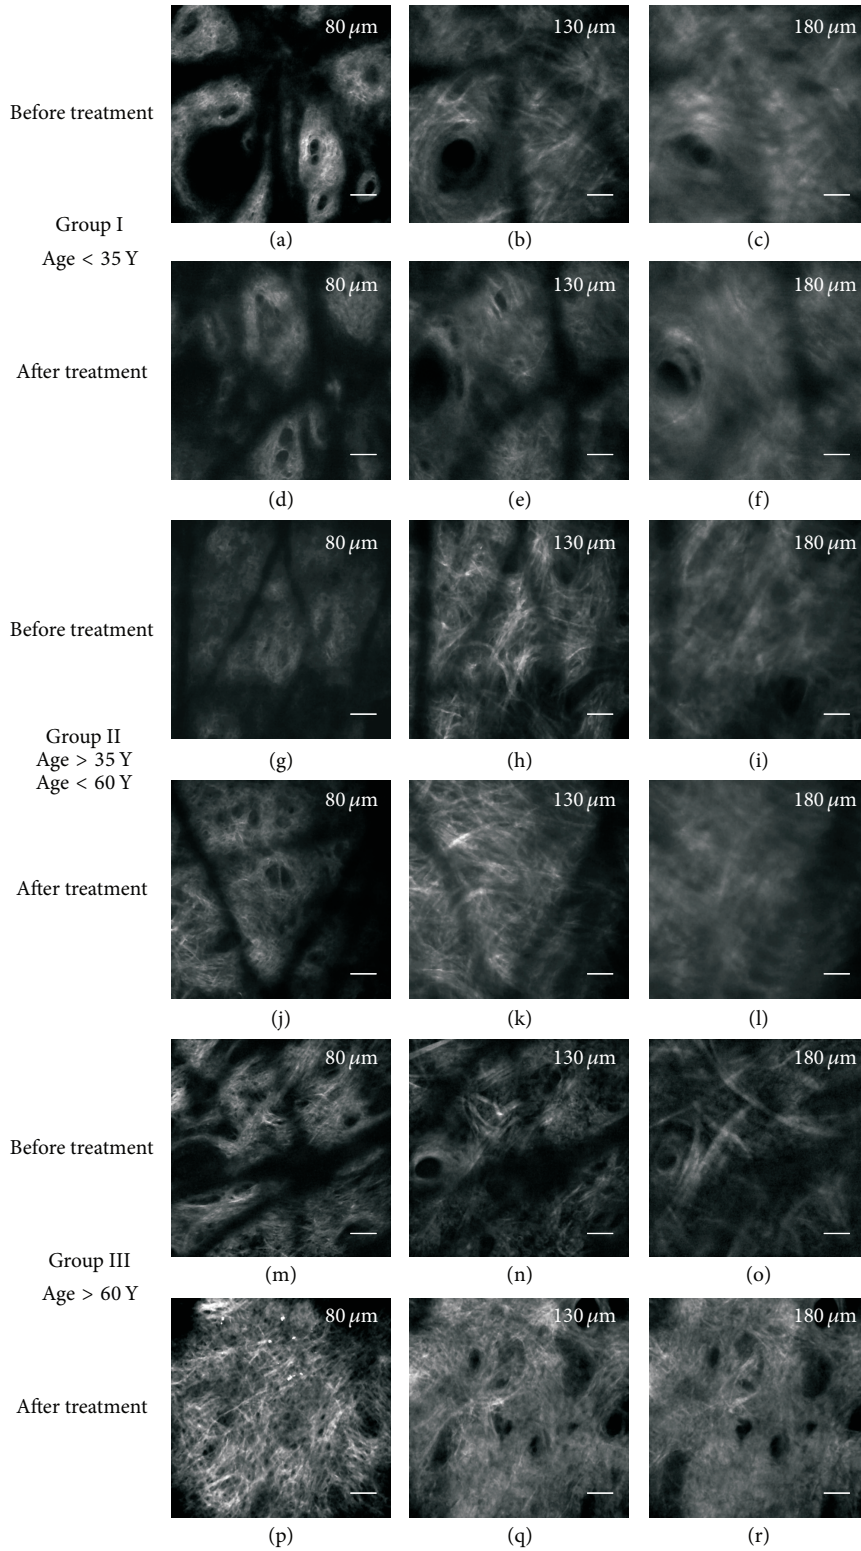 80 μm
130 μm
180 μm
Before treatment
(a)
(b)
(c)
Group I
Age < 35 Y
80 μm
130 μm
180 μm
After treatment
(d)
(e)
(f)
80 μm
130 μm
180 μm
Before treatment
(g)
(h)
(i)
Group II
Age > 35 Y
Age < 60 Y
80 μm
130 μm
180 μm
After treatment
(j)
(k)
(l)
80 μm
130 μm
180 μm
Before treatment
(m)
(n)
(o)
Group III
Age > 60 Y
80 μm
130 μm
180 μm
After treatment
(p)
(q)
(r)